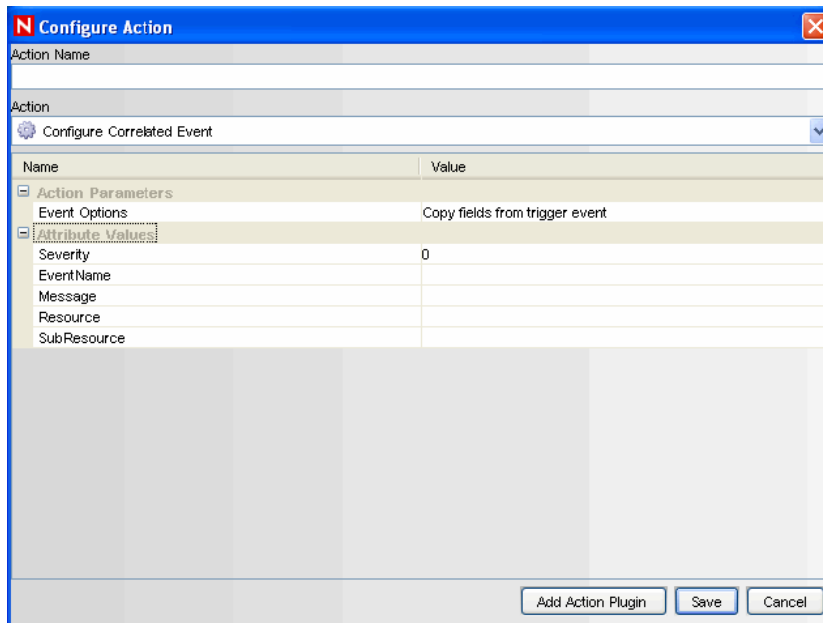 N Configure Action
Action Name
Action
Configure Correlated Event
Name Value
Action Parameters
Event Options Copy fields from trigger event
Attribute Values
Severity 0
EventName
Message
Resource
SubResource
Add Action Plugin Save Cancel